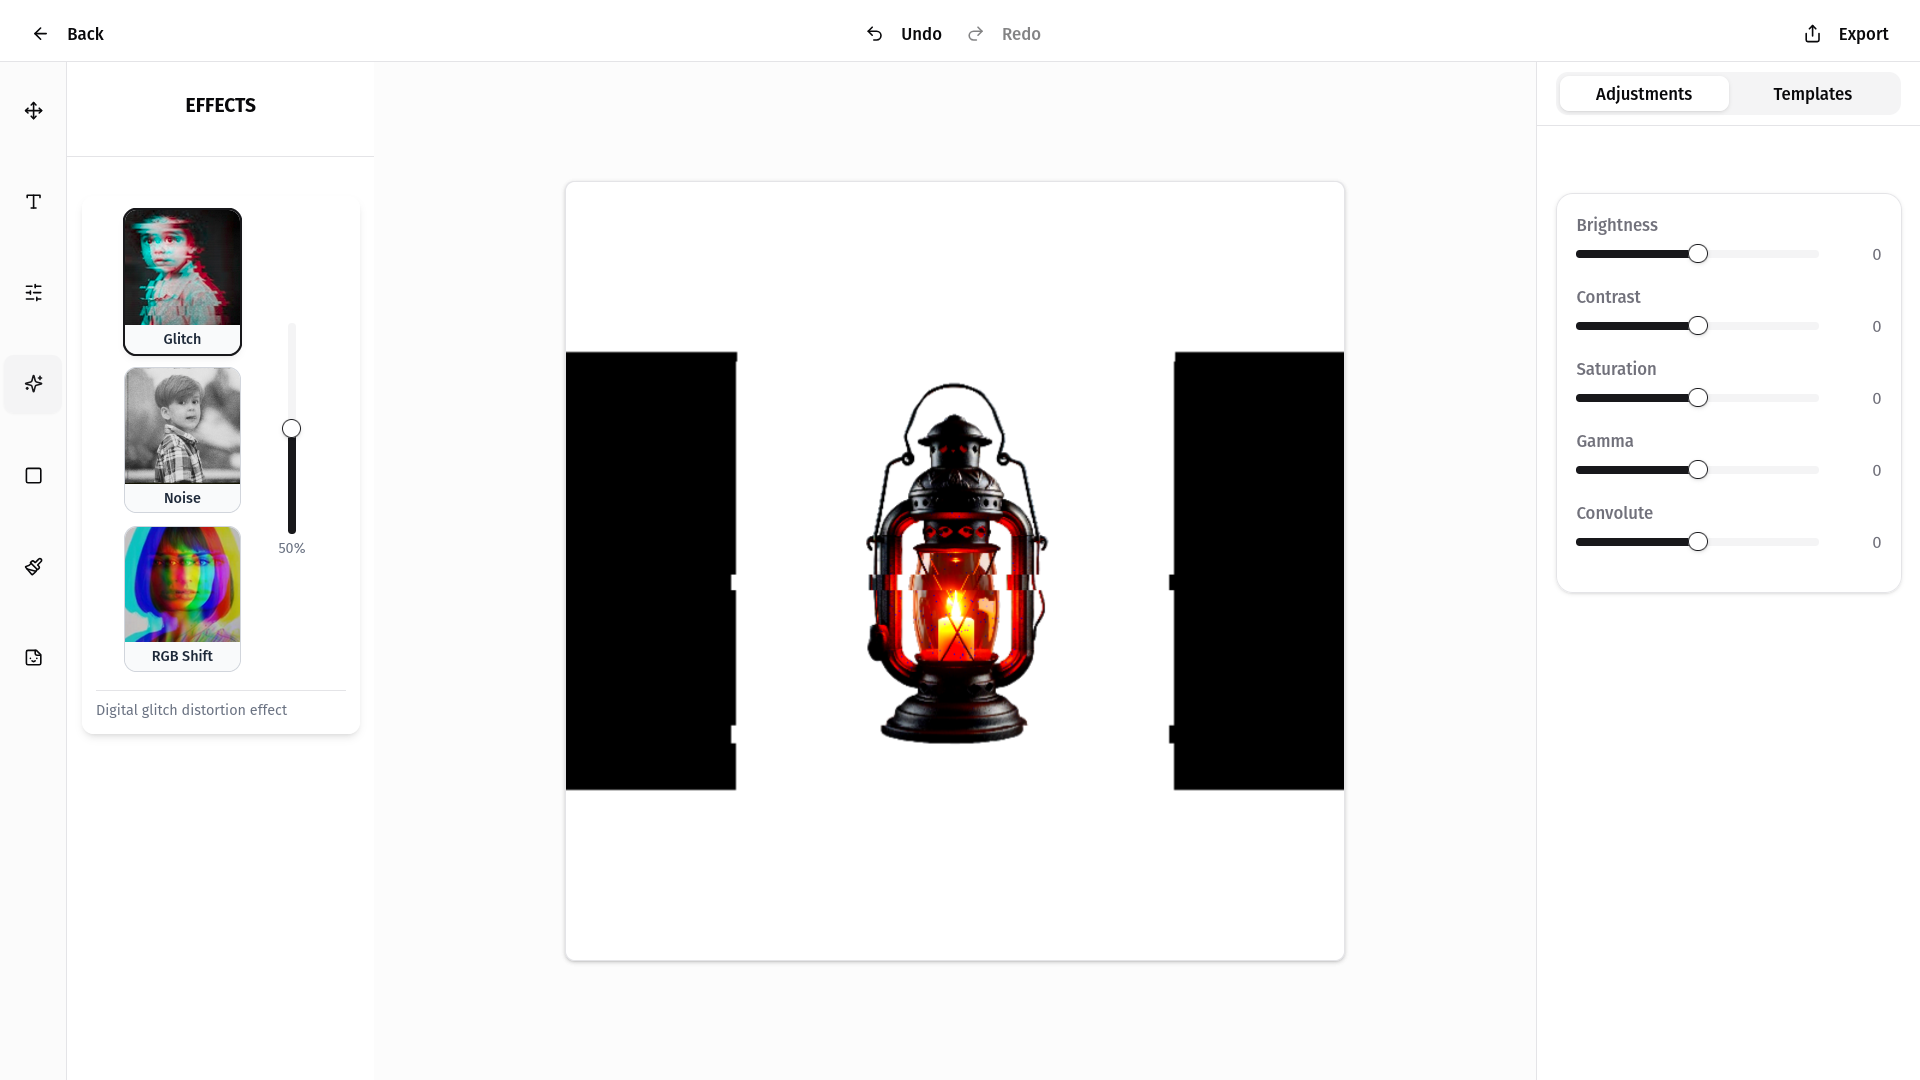 Back
Undo
Redo
Export
EFFECTS
Glitch
Noise
RGB Shift
50%
Digital glitch distortion effect
Adjustments
Templates
Brightness
0
Contrast
0
Saturation
0
Gamma
0
Convolute
0